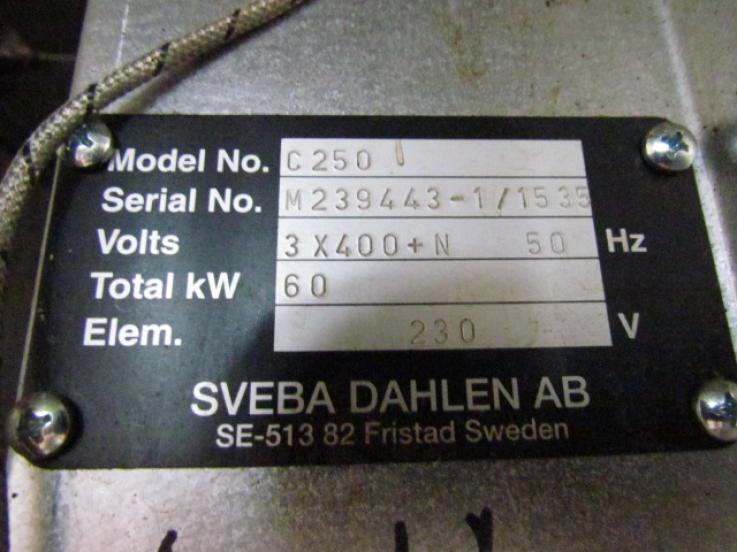 Model No. C250
Serial No. M239443-1/1535
Volts 3X400+N 50 Hz
Total kW 60
Elem. 230 V
SVEBA DAHLEN AB
SE-513 82 Fristad Sweden